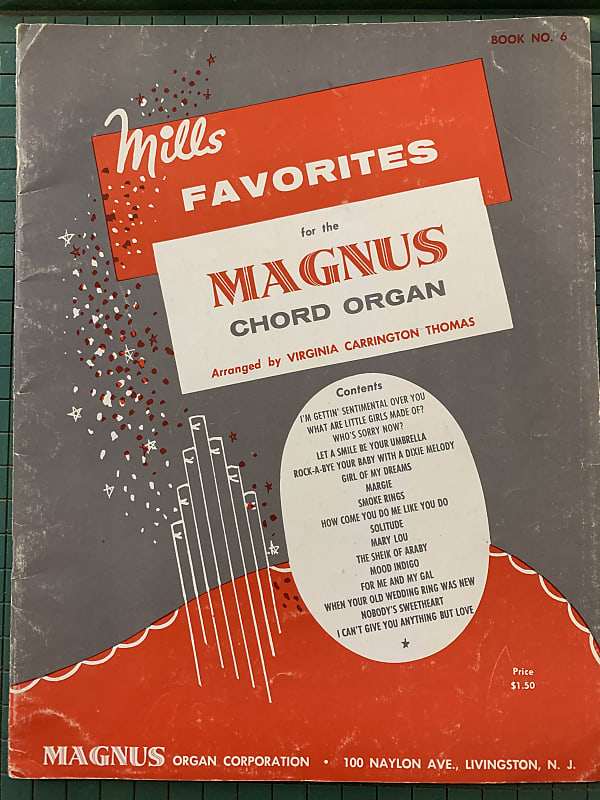 BOOK NO. 6
Mills
FAVORITES
for the
MAGNUS
CHORD ORGAN
Arranged by VIRGINIA CARRINGTON THOMAS
Contents
I'M GETTIN' SENTIMENTAL OVER YOU
WHAT ARE LITTLE GIRLS MADE OF?
WHO'S SORRY NOW?
LET A SMILE BE YOUR UMBRELLA
ROCK-A-BYE YOUR BABY WITH A DIXIE MELODY
GIRL OF MY DREAMS
MARGIE
SMOKE RINGS
HOW COME YOU DO ME LIKE YOU DO
SOLITUDE
MARY LOU
THE SHEIK OF ARABY
MOOD INDIGO
FOR ME AND MY GAL
WHEN YOUR OLD WEDDING RING WAS NEW
NOBODY'S SWEETHEART
I CAN'T GIVE YOU ANYTHING BUT LOVE
Price
$1.50
MAGNUS ORGAN CORPORATION • 100 NAYLON AVE., LIVINGSTON, N. J.